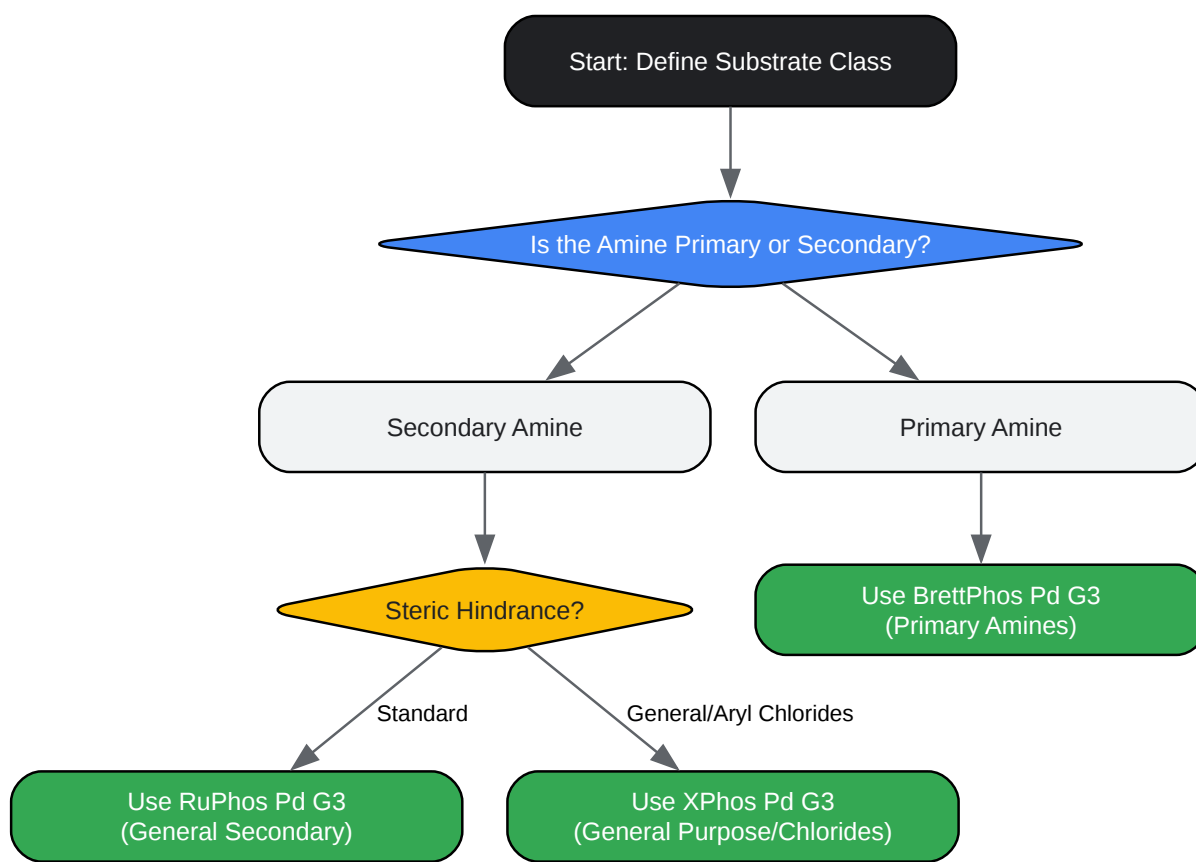 Start: Define Substrate Class
Is the Amine Primary or Secondary?
Secondary Amine
Primary Amine
Steric Hindrance?
Use BrettPhos Pd G3
(Primary Amines)
Standard
General/Aryl Chlorides
Use RuPhos Pd G3
(General Secondary)
Use XPhos Pd G3
(General Purpose/Chlorides)